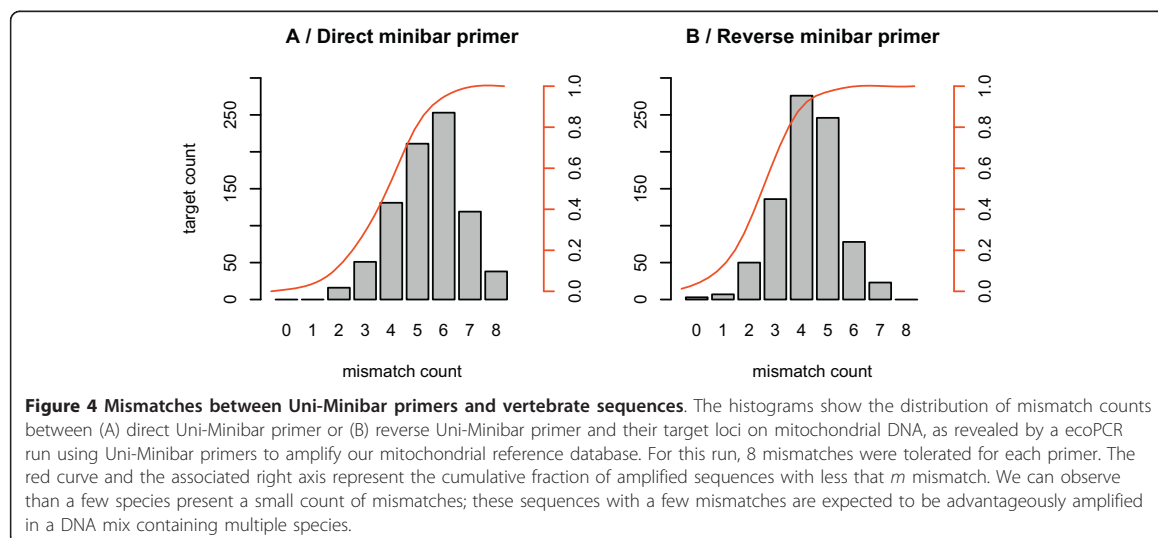 A / Direct minibar primer
B / Reverse minibar primer
target count
0 50 150 250
0.0 0.2 0.4 0.6 0.8 1.0
0 50 150 250
0.0 0.2 0.4 0.6 0.8 1.0
0 1 2 3 4 5 6 7 8
0 1 2 3 4 5 6 7 8
mismatch count
mismatch count
Figure 4 Mismatches between Uni-Minibar primers and vertebrate sequences. The histograms show the distribution of mismatch counts
between (A) direct Uni-Minibar primer or (B) reverse Uni-Minibar primer and their target loci on mitochondrial DNA, as revealed by a ecoPCR
run using Uni-Minibar primers to amplify our mitochondrial reference database. For this run, 8 mismatches were tolerated for each primer. The
red curve and the associated right axis represent the cumulative fraction of amplified sequences with less that m mismatch. We can observe
than a few species present a small count of mismatches; these sequences with a few mismatches are expected to be advantageously amplified
in a DNA mix containing multiple species.